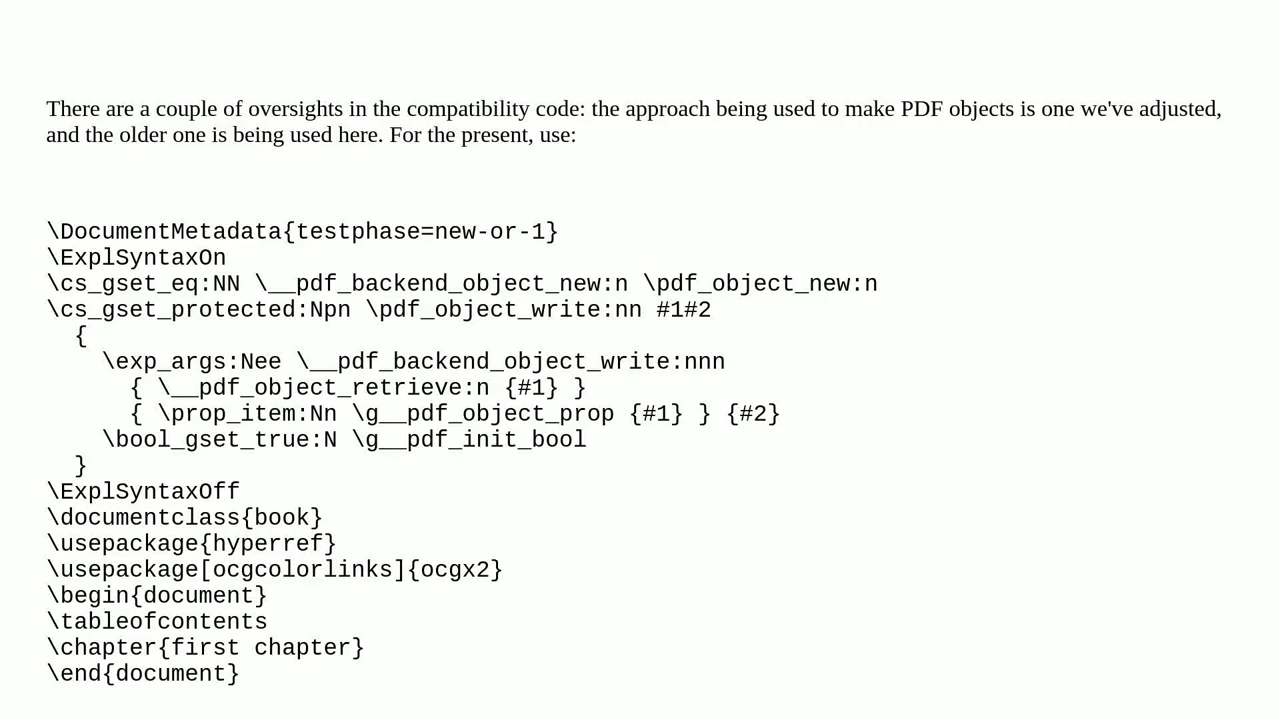 There are a couple of oversights in the compatibility code: the approach being used to make PDF objects is one we've adjusted,
and the older one is being used here. For the present, use:
\DocumentMetadata{testphase=new-or-1}
\ExplSyntaxOn
\cs_gset_eq:NN \__pdf_backend_object_new:n \pdf_object_new:n
\cs_gset_protected:Npn \pdf_object_write:nn #1#2
  {
    \exp_args:Nee \__pdf_backend_object_write:nnn
      { \__pdf_object_retrieve:n {#1} }
      { \prop_item:Nn \g__pdf_object_prop {#1} } {#2}
    \bool_gset_true:N \g__pdf_init_bool
  }
\ExplSyntaxOff
\documentclass{book}
\usepackage{hyperref}
\usepackage[ocgcolorlinks]{ocgx2}
\begin{document}
\tableofcontents
\chapter{first chapter}
\end{document}